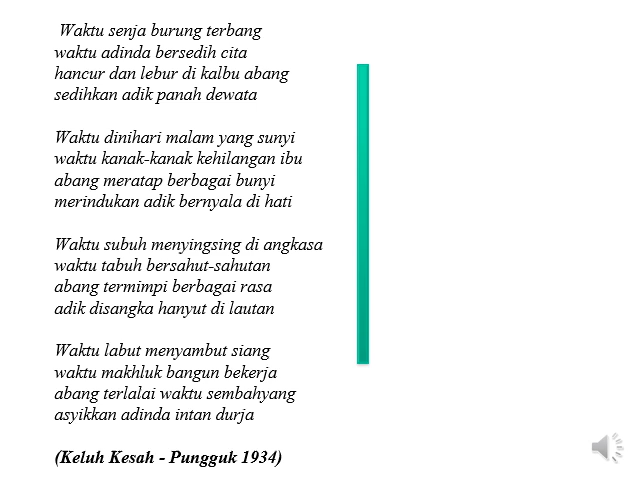 Waktu senja burung terbang
waktu adinda bersedih cita
hancur dan lebur di kalbu abang
sedihkan adik panah dewata
Waktu dinihari malam yang sunyi
waktu kanak-kanak kehilangan ibu
abang meratap berbagai bunyi
merindukan adik bernyala di hati
Waktu subuh menyingsing di angkasa
waktu tabuh bersahut-sahutan
abang termimpi berbagai rasa
adik disangka hanyut di lautan
Waktu labut menyambut siang
waktu makhluk bangun bekerja
abang terlalai waktu sembahyang
asyikkan adinda intan durja
(Keluh Kesah - Pungguk 1934)